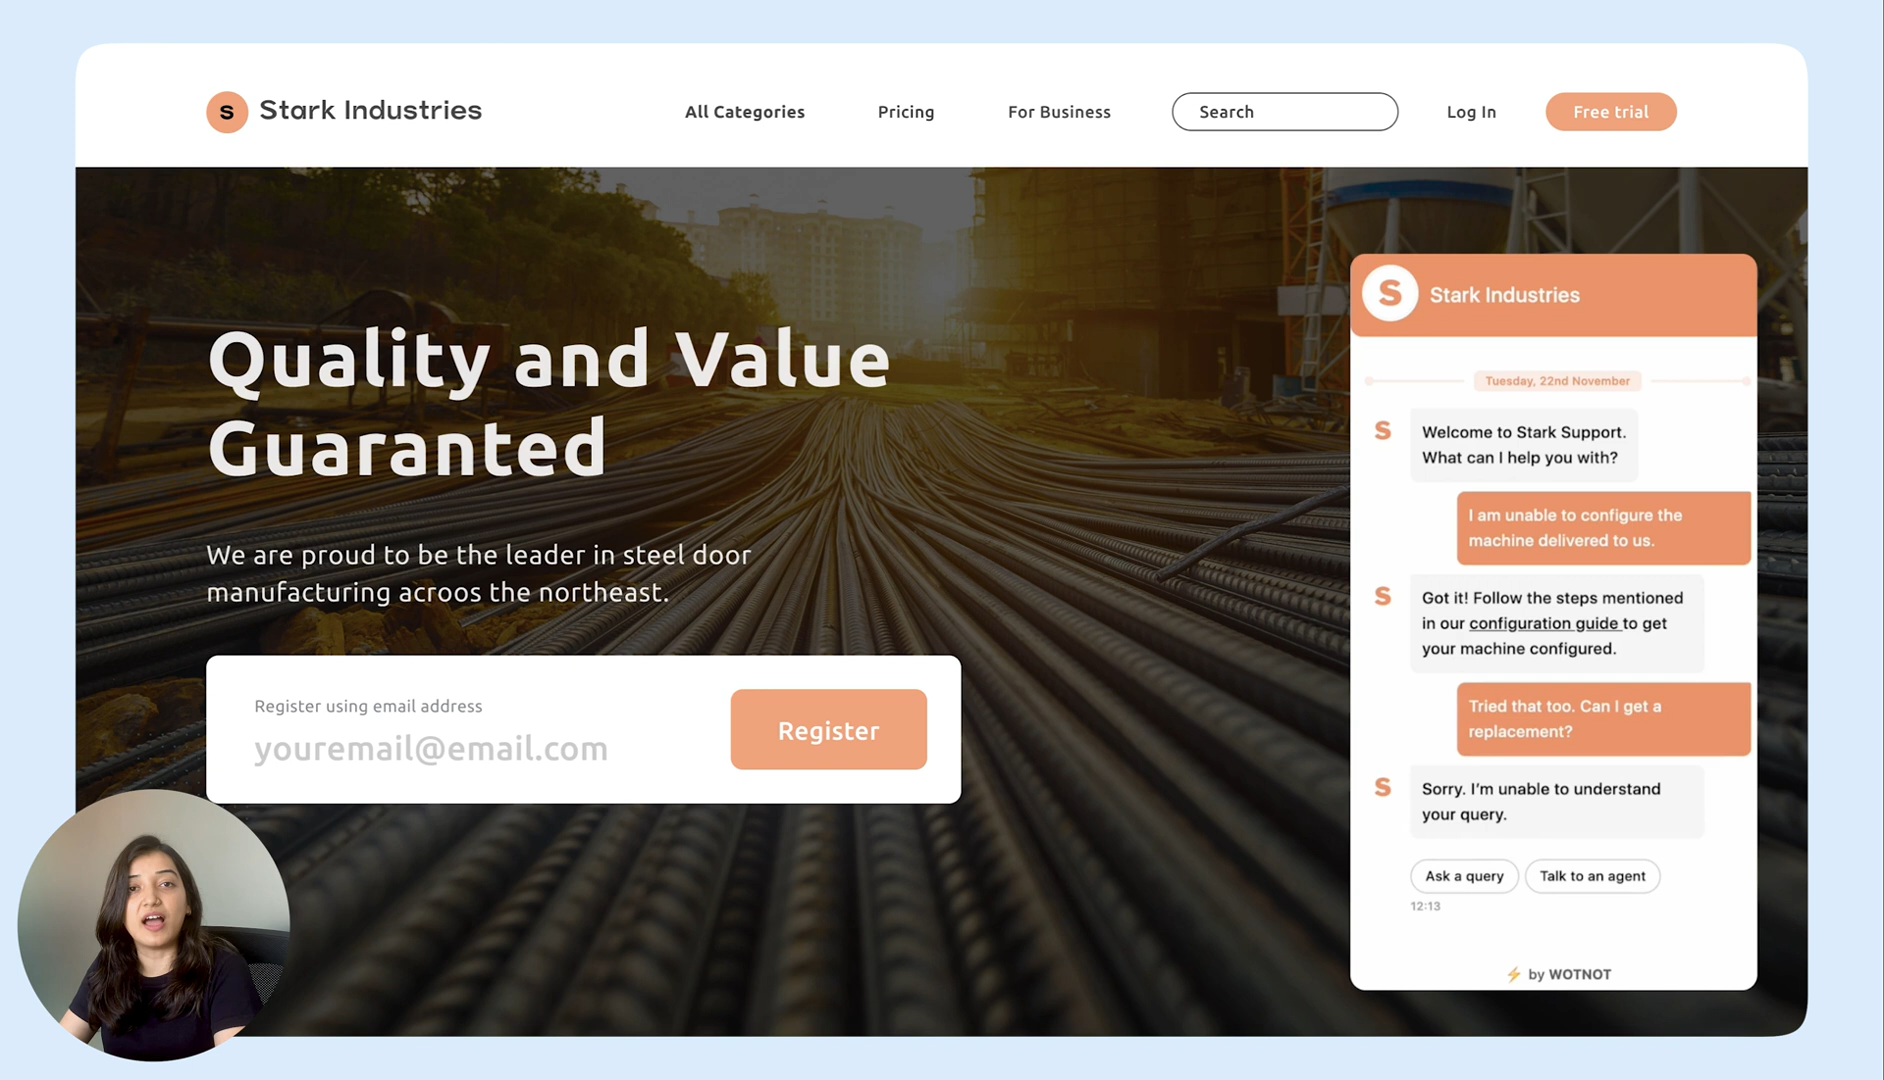 S Stark Industries
All Categories
Pricing
For Business
Search
Log In
Free trial
Quality and Value
Guaranted
We are proud to be the leader in steel door
manufacturing acroos the northeast.
Register using email address
youremail@email.com
Register
S Stark Industries
Tuesday, 22nd November
S
Welcome to Stark Support.
What can I help you with?
I am unable to configure the
machine delivered to us.
S
Got it! Follow the steps mentioned
in our configuration guide to get
your machine configured.
Tried that too. Can I get a
replacement?
S
Sorry. I'm unable to understand
your query.
Ask a query
Talk to an agent
12:13
⚡ by WOTNOT